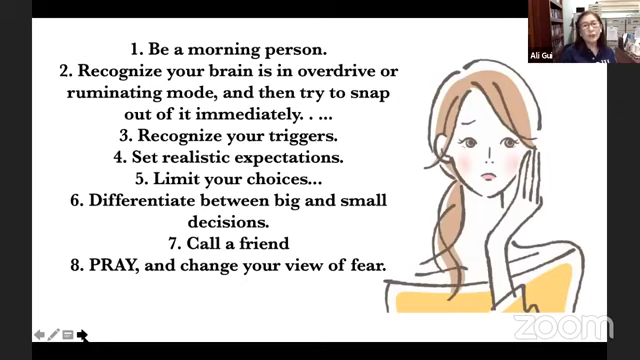 1. Be a morning person.
2. Recognize your brain is in overdrive or
ruminating mode, and then try to snap
out of it immediately. . ...
3. Recognize your triggers.
4. Set realistic expectations.
5. Limit your choices...
6. Differentiate between big and small
decisions.
7. Call a friend
8. PRAY, and change your view of fear.
Ali Gui
zoom